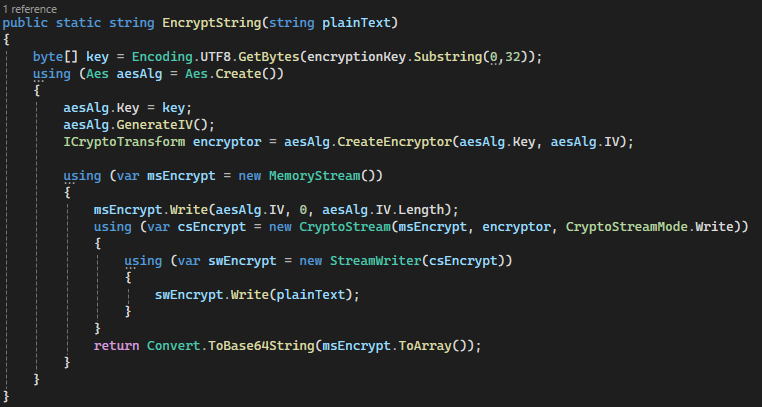 1 reference
public static string EncryptString(string plainText)
{
    byte[] key = Encoding.UTF8.GetBytes(encryptionKey.Substring(0,32));
    using (Aes aesAlg = Aes.Create())
    {
        aesAlg.Key = key;
        aesAlg.GenerateIV();
        ICryptoTransform encryptor = aesAlg.CreateEncryptor(aesAlg.Key, aesAlg.IV);
        using (var msEncrypt = new MemoryStream())
        {
            msEncrypt.Write(aesAlg.IV, 0, aesAlg.IV.Length);
            using (var csEncrypt = new CryptoStream(msEncrypt, encryptor, CryptoStreamMode.Write))
            {
                using (var swEncrypt = new StreamWriter(csEncrypt))
                {
                    swEncrypt.Write(plainText);
                }
            }
            return Convert.ToBase64String(msEncrypt.ToArray());
        }
    }
}